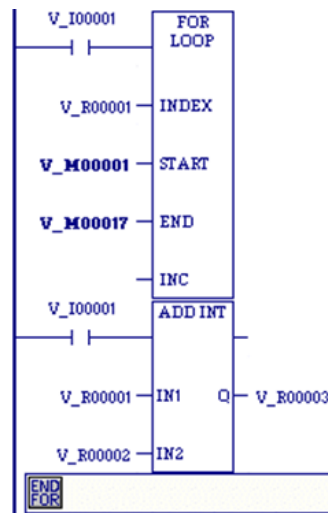 V_I00001
FOR
LOOP
V_R00001 INDEX
V_M00001 START
V_M00017 END
INC
V_I00001
ADD INT
V_R00001 IN1 Q V_R00003
V_R00002 IN2
END
FOR